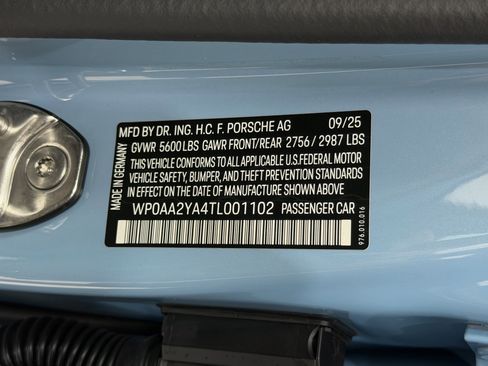 MFD BY DR. ING. H.C. F. PORSCHE AG 09/25
GVWR 5600 LBS GAWR FRONT/REAR 2756 / 2987 LBS
THIS VEHICLE CONFORMS TO ALL APPLICABLE U.S. FEDERAL MOTOR
VEHICLE SAFETY, BUMPER, AND THEFT PREVENTION STANDARDS
IN EFFECT ON THE DATE OF MANUFACTURE SHOWN ABOVE
WP0AA2YA4TL001102 PASSENGER CAR
MADE IN GERMANY
976.010.016